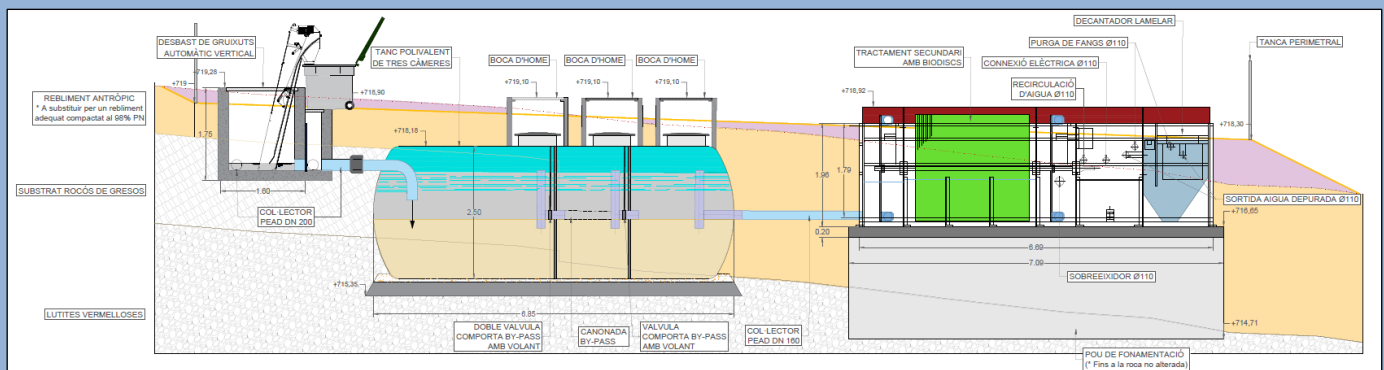 DESBAST DE GRUIXUTS
AUTOMÀTIC VERTICAL
TANC POLIVALENT
DE TRES CÀMERES
BOCA D'HOME
BOCA D'HOME
BOCA D'HOME
TRACTAMENT SECUNDARI
AMB BIODISCS
DECANTADOR LAMELAR
PURGA DE FANGS Ø110
CONNEXIÓ ELÈCTRICA Ø110
RECIRCULACIÓ
D'AIGUA Ø110
TANCA PERIMETRAL
+719,28
+719
+718,90
+719,10
+719,10
+719,10
+718,92
+718,30
REBLIMENT ANTRÒPIC
* A substituir per un rebliment
adequat compactat al 98% PN
1.75
+718,18
1.96
1.79
SUBSTRAT ROCÓS DE GRESOS
1.60
COL·LECTOR
PEAD DN 200
2.50
SORTIDA AIGUA DEPURADA Ø110
+716,65
0.20
6.69
7.09
SOBREEIXIDOR Ø110
+715,35
6.85
LUTITES VERMELLOSES
DOBLE VALVULA
COMPORTA BY-PASS
AMB VOLANT
CANONADA
BY-PASS
VALVULA
COMPORTA BY-PASS
AMB VOLANT
COL·LECTOR
PEAD DN 160
+714,71
POU DE FONAMENTACIÓ
(* Fins a la roca no alterada)